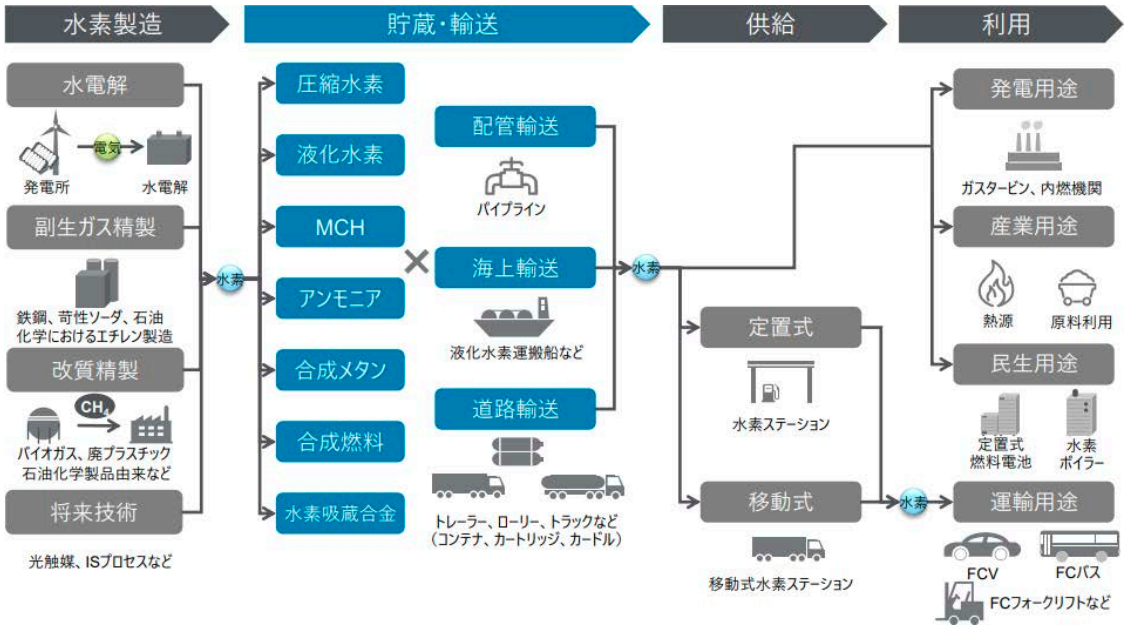 水素製造
貯蔵・輸送
供給
利用
水電解
電気
発電所
水電解
副生ガス精製
鉄鋼、苛性ソーダ、石油
化学におけるエチレン製造
改質精製
CH₄
バイオガス、廃プラスチック
石油化学製品由来など
将来技術
光触媒、ISプロセスなど
水素
圧縮水素
液化水素
MCH
アンモニア
合成メタン
合成燃料
水素吸蔵合金
×
配管輸送
パイプライン
海上輸送
液化水素運搬船など
道路輸送
トレーラー、ローリー、トラックなど
(コンテナ、カートリッジ、カードル)
水素
定置式
水素ステーション
移動式
移動式水素ステーション
水素
発電用途
ガスタービン、内燃機関
産業用途
熱源
原料利用
民生用途
定置式
燃料電池
水素
ボイラー
運輸用途
FCV
FCバス
FCフォークリフトなど